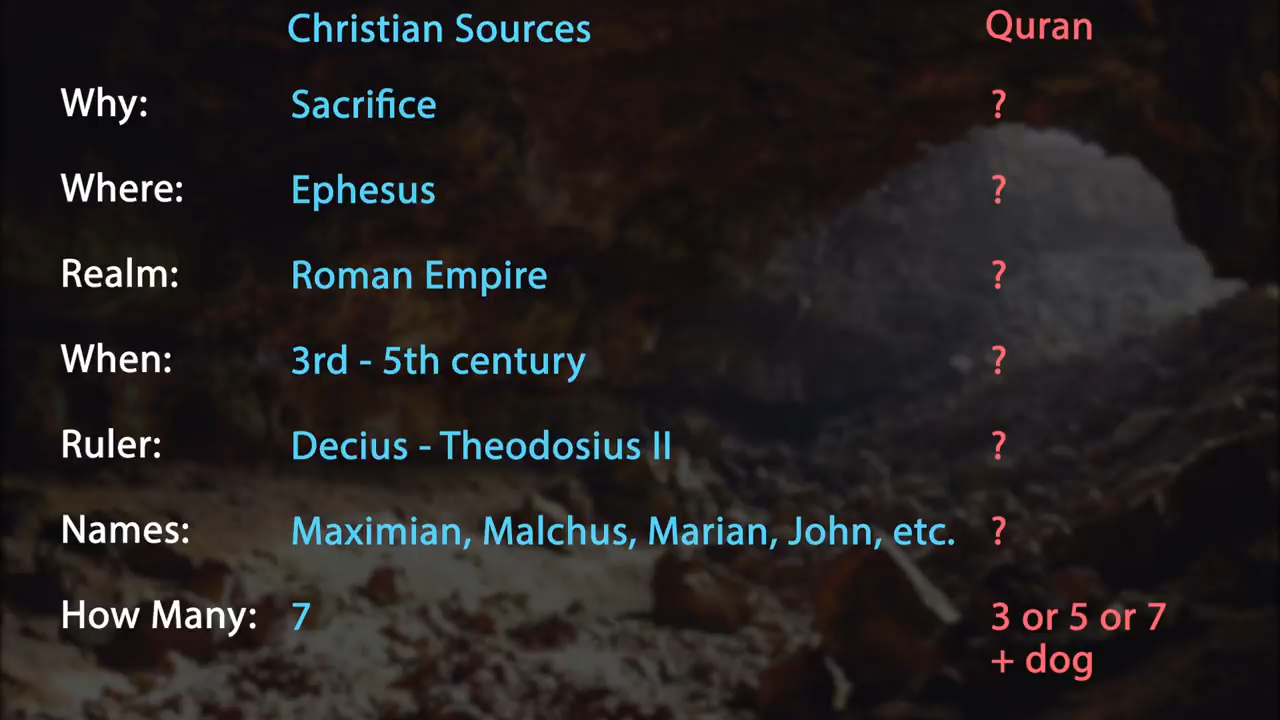 Christian Sources Quran
Why: Sacrifice ?
Where: Ephesus ?
Realm: Roman Empire ?
When: 3rd - 5th century ?
Ruler: Decius - Theodosius II ?
Names: Maximian, Malchus, Marian, John, etc. ?
How Many: 7 3 or 5 or 7
+ dog